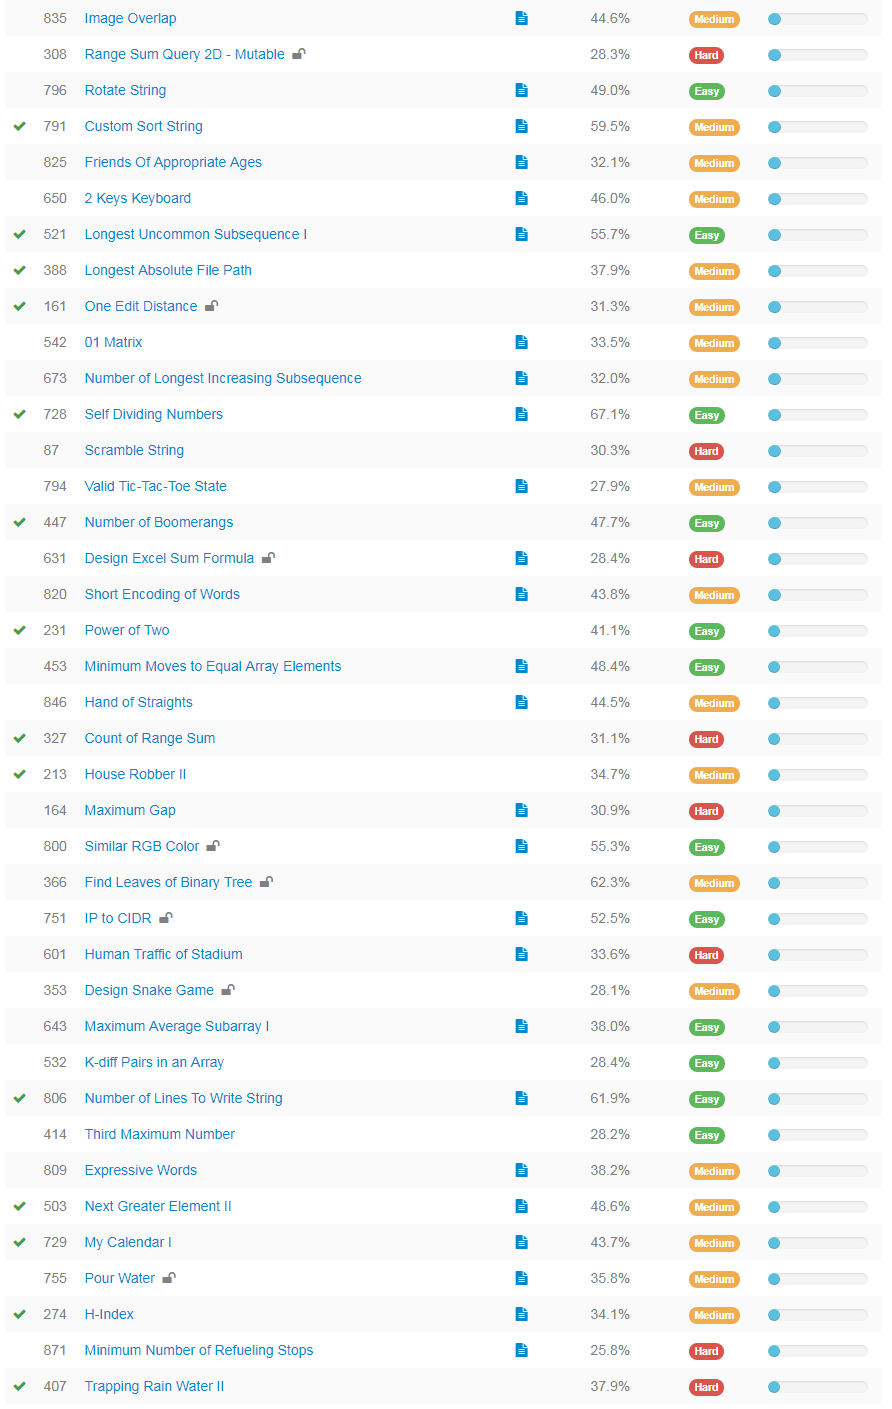 835 Image Overlap 44.6% Medium
308 Range Sum Query 2D - Mutable 28.3% Hard
796 Rotate String 49.0% Easy
791 Custom Sort String 59.5% Medium
825 Friends Of Appropriate Ages 32.1% Medium
650 2 Keys Keyboard 46.0% Medium
521 Longest Uncommon Subsequence I 55.7% Easy
388 Longest Absolute File Path 37.9% Medium
161 One Edit Distance 31.3% Medium
542 01 Matrix 33.5% Medium
673 Number of Longest Increasing Subsequence 32.0% Medium
728 Self Dividing Numbers 67.1% Easy
87 Scramble String 30.3% Hard
794 Valid Tic-Tac-Toe State 27.9% Medium
447 Number of Boomerangs 47.7% Easy
631 Design Excel Sum Formula 28.4% Hard
820 Short Encoding of Words 43.8% Medium
231 Power of Two 41.1% Easy
453 Minimum Moves to Equal Array Elements 48.4% Easy
846 Hand of Straights 44.5% Medium
327 Count of Range Sum 31.1% Hard
213 House Robber II 34.7% Medium
164 Maximum Gap 30.9% Hard
800 Similar RGB Color 55.3% Easy
366 Find Leaves of Binary Tree 62.3% Medium
751 IP to CIDR 52.5% Easy
601 Human Traffic of Stadium 33.6% Hard
353 Design Snake Game 28.1% Medium
643 Maximum Average Subarray I 38.0% Easy
532 K-diff Pairs in an Array 28.4% Easy
806 Number of Lines To Write String 61.9% Easy
414 Third Maximum Number 28.2% Easy
809 Expressive Words 38.2% Medium
503 Next Greater Element II 48.6% Medium
729 My Calendar I 43.7% Medium
755 Pour Water 35.8% Medium
274 H-Index 34.1% Medium
871 Minimum Number of Refueling Stops 25.8% Hard
407 Trapping Rain Water II 37.9% Hard